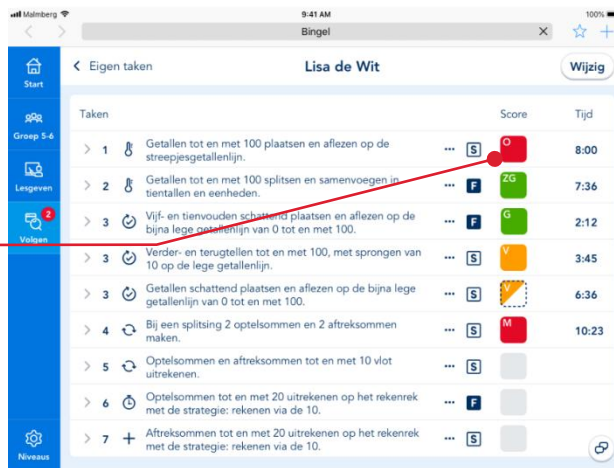 Malmberg 9:41 AM 100%
Bingel
Start
Groep 5-6
Lesgeven
2
Volgen
Niveaus
Eigen taken
Lisa de Wit
Wijzig
Taken Score Tijd
1 Getallen tot en met 100 plaatsen en aflezen op de
streepjesgetallenlijn.
S O 8:00
2 Getallen tot en met 100 splitsen en samenvoegen in
tientallen en eenheden.
F ZG 7:36
3 Vijf- en tienvouden schattend plaatsen en aflezen op de
bijna lege getallenlijn van 0 tot en met 100.
F G 2:12
3 Verder- en terugtellen tot en met 100, met sprongen van
10 op de lege getallenlijn.
S V 3:45
3 Getallen schattend plaatsen en aflezen op de bijna lege
getallenlijn van 0 tot en met 100.
S V 6:36
4 Bij een splitsing 2 optelsommen en 2 aftreksommen
maken.
S M 10:23
5 Optelsommen en aftreksommen tot en met 10 vlot
uitrekenen.
S
6 Optelsommen tot en met 20 uitrekenen op het rekenrek
met de strategie: rekenen via de 10.
F
7 Aftreksommen tot en met 20 uitrekenen op het rekenrek
met de strategie: rekenen via de 10.
S